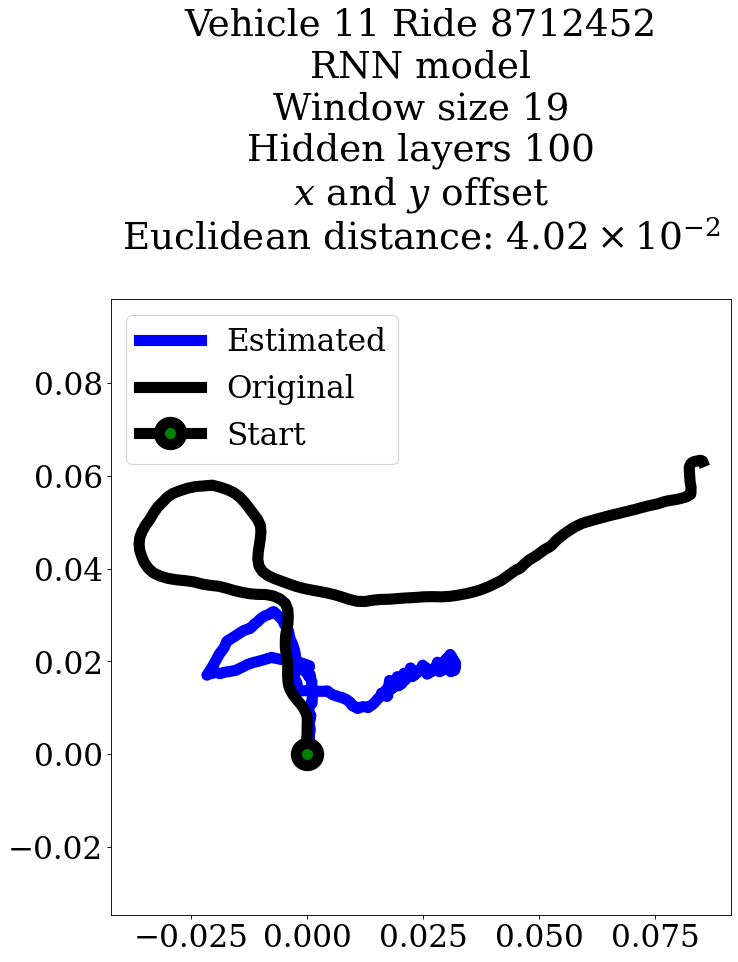 Vehicle 11 Ride 8712452
RNN model
Window size 19
Hidden layers 100
x and y offset
Euclidean distance: 4.02 × 10⁻²
Estimated
Original
Start
0.08
0.06
0.04
0.02
0.00
−0.02
−0.025 0.000 0.025 0.050 0.075